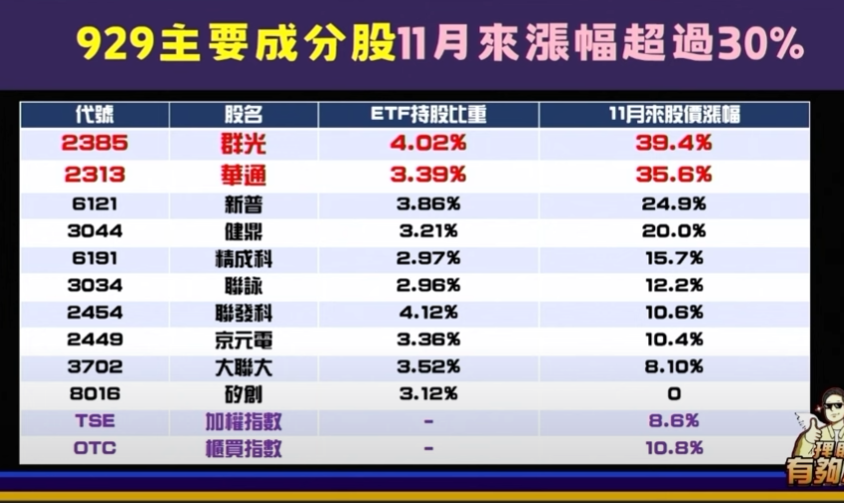 929主要成分股11月來漲幅超過30%
代號 股名 ETF持股比重 11月來股價漲幅
2385 群光 4.02% 39.4%
2313 華通 3.39% 35.6%
6121 新普 3.86% 24.9%
3044 健鼎 3.21% 20.0%
6191 精成科 2.97% 15.7%
3034 聯詠 2.96% 12.2%
2454 聯發科 4.12% 10.6%
2449 京元電 3.36% 10.4%
3702 大聯大 3.52% 8.10%
8016 矽創 3.12% 0
TSE 加權指數 - 8.6%
OTC 櫃買指數 - 10.8%
理
有夠